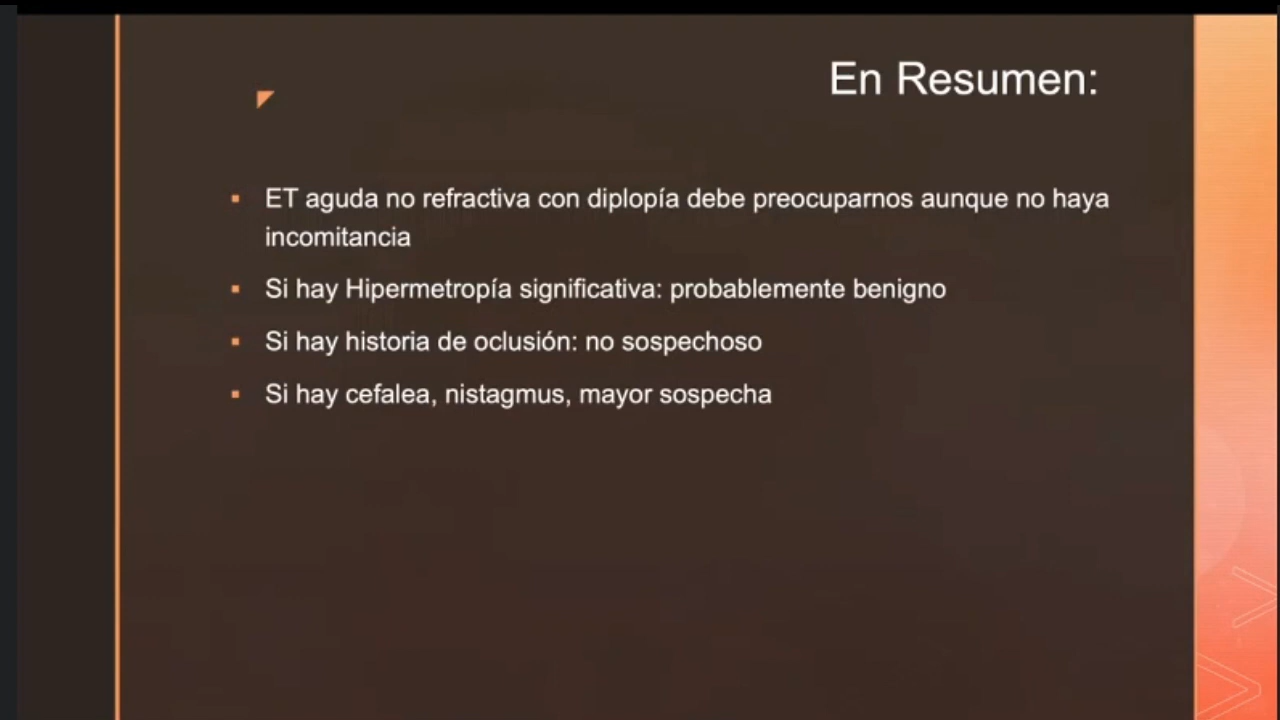 En Resumen:
ET aguda no refractiva con diplopía debe preocuparnos aunque no haya
incomitancia
Si hay Hipermetropía significativa: probablemente benigno
Si hay historia de oclusión: no sospechoso
Si hay cefalea, nistagmus, mayor sospecha